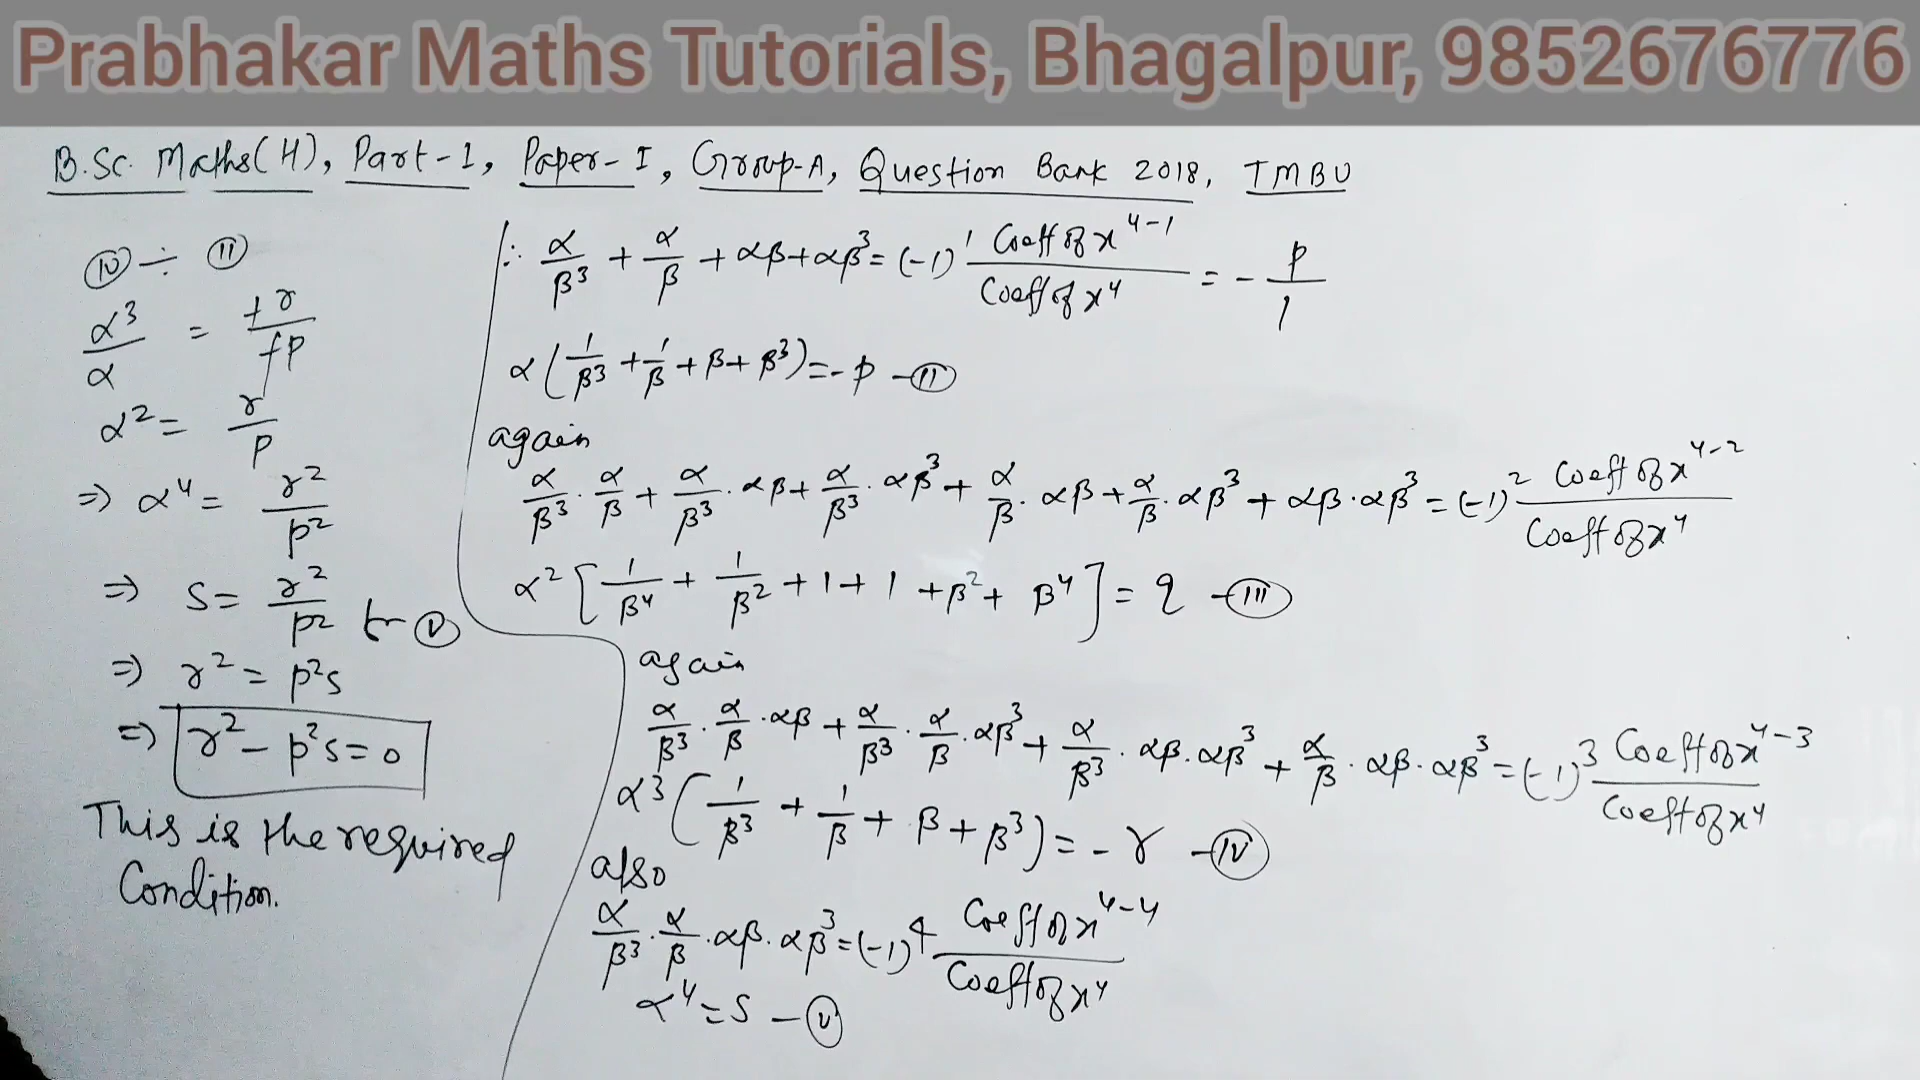 Prabhakar Maths Tutorials, Bhagalpur, 9852676776
B.Sc. Maths(H), Part-1, Paper-I, Group-A, Question Bank 2018, TMBU
∴ α/β³ + α/β + αβ + αβ³ = (-1)¹ Coeff of x⁴⁻¹ / Coeff of x⁴ = - p/1
α(1/β³ + 1/β + β + β³) = -p -(II)
again
α/β³ . α/β + α/β³ . αβ + α/β³ . αβ³ + α/β . αβ + α/β . αβ³ + αβ . αβ³ = (-1)² Coeff of x⁴⁻² / Coeff of x⁴
α² [1/β⁴ + 1/β² + 1 + 1 + β² + β⁴] = q -(III)
again
α/β³ . α/β . αβ + α/β³ . α/β . αβ³ + α/β³ . αβ . αβ³ + α/β . αβ . αβ³ = (-1)³ Coeff of x⁴⁻³ / Coeff of x⁴
α³(1/β³ + 1/β + β + β³) = -r -(IV)
also
α/β³ . α/β . αβ . αβ³ = (-1)⁴ Coeff of x⁴⁻⁴ / Coeff of x⁴
α⁴ = s -(V)
(IV) ÷ (II)
α³/α = +r/+p
α² = r/p
⇒ α⁴ = r²/p²
⇒ s = r²/p² by (V)
⇒ r² = p²s
⇒ r² - p²s = 0
This is the required
Condition.